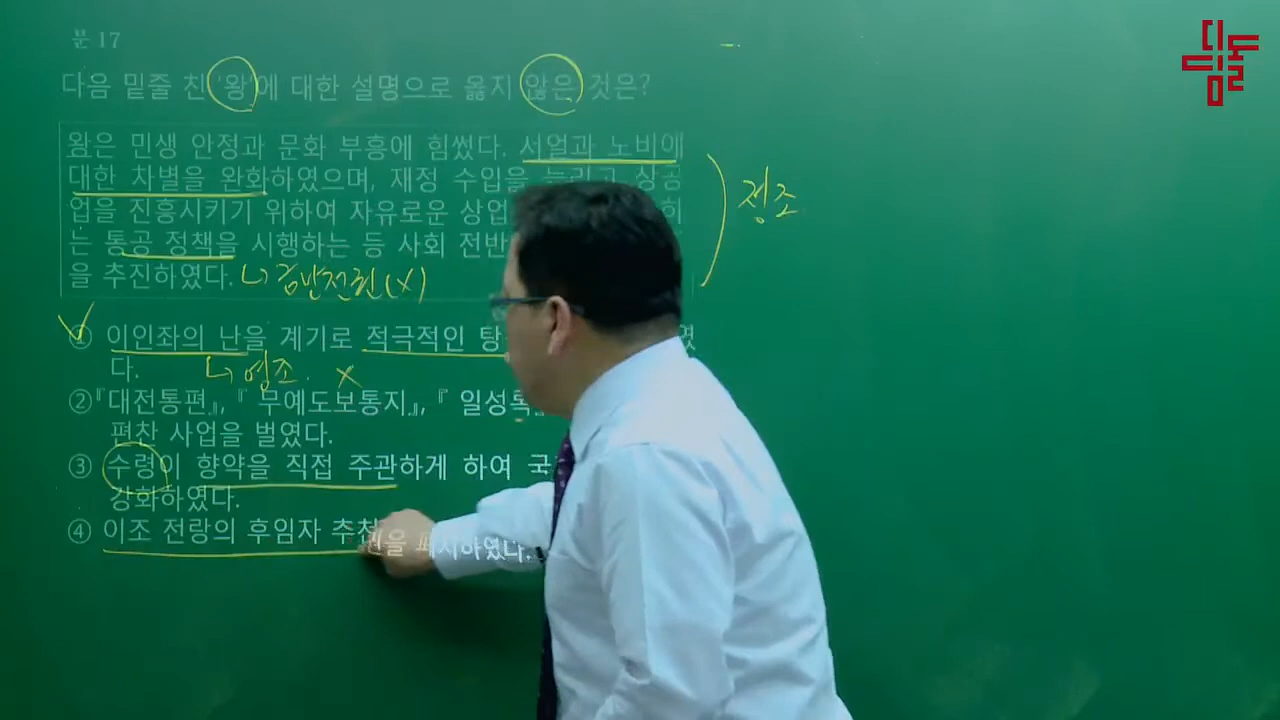 문 17
다음 밑줄 친 '왕'에 대한 설명으로 옳지 않은 것은?
왕은 민생 안정과 문화 부흥에 힘썼다. 서얼과 노비에
대한 차별을 완화하였으며, 재정 수입을 늘리고 상공
업을 진흥시키기 위하여 자유로운 상업
는 통공 정책을 시행하는 등 사회 전반
을 추진하였다. ↳ 금난전권(X)
정조
① 이인좌의 난을 계기로 적극적인 탕
다. ↳ 영조. X
②『대전통편』,『무예도보통지』,『일성록』
편찬 사업을 벌였다.
③ 수령이 향약을 직접 주관하게 하여 국
강화하였다.
④ 이조 전랑의 후임자 추천을 폐지하였다.
디딤돌